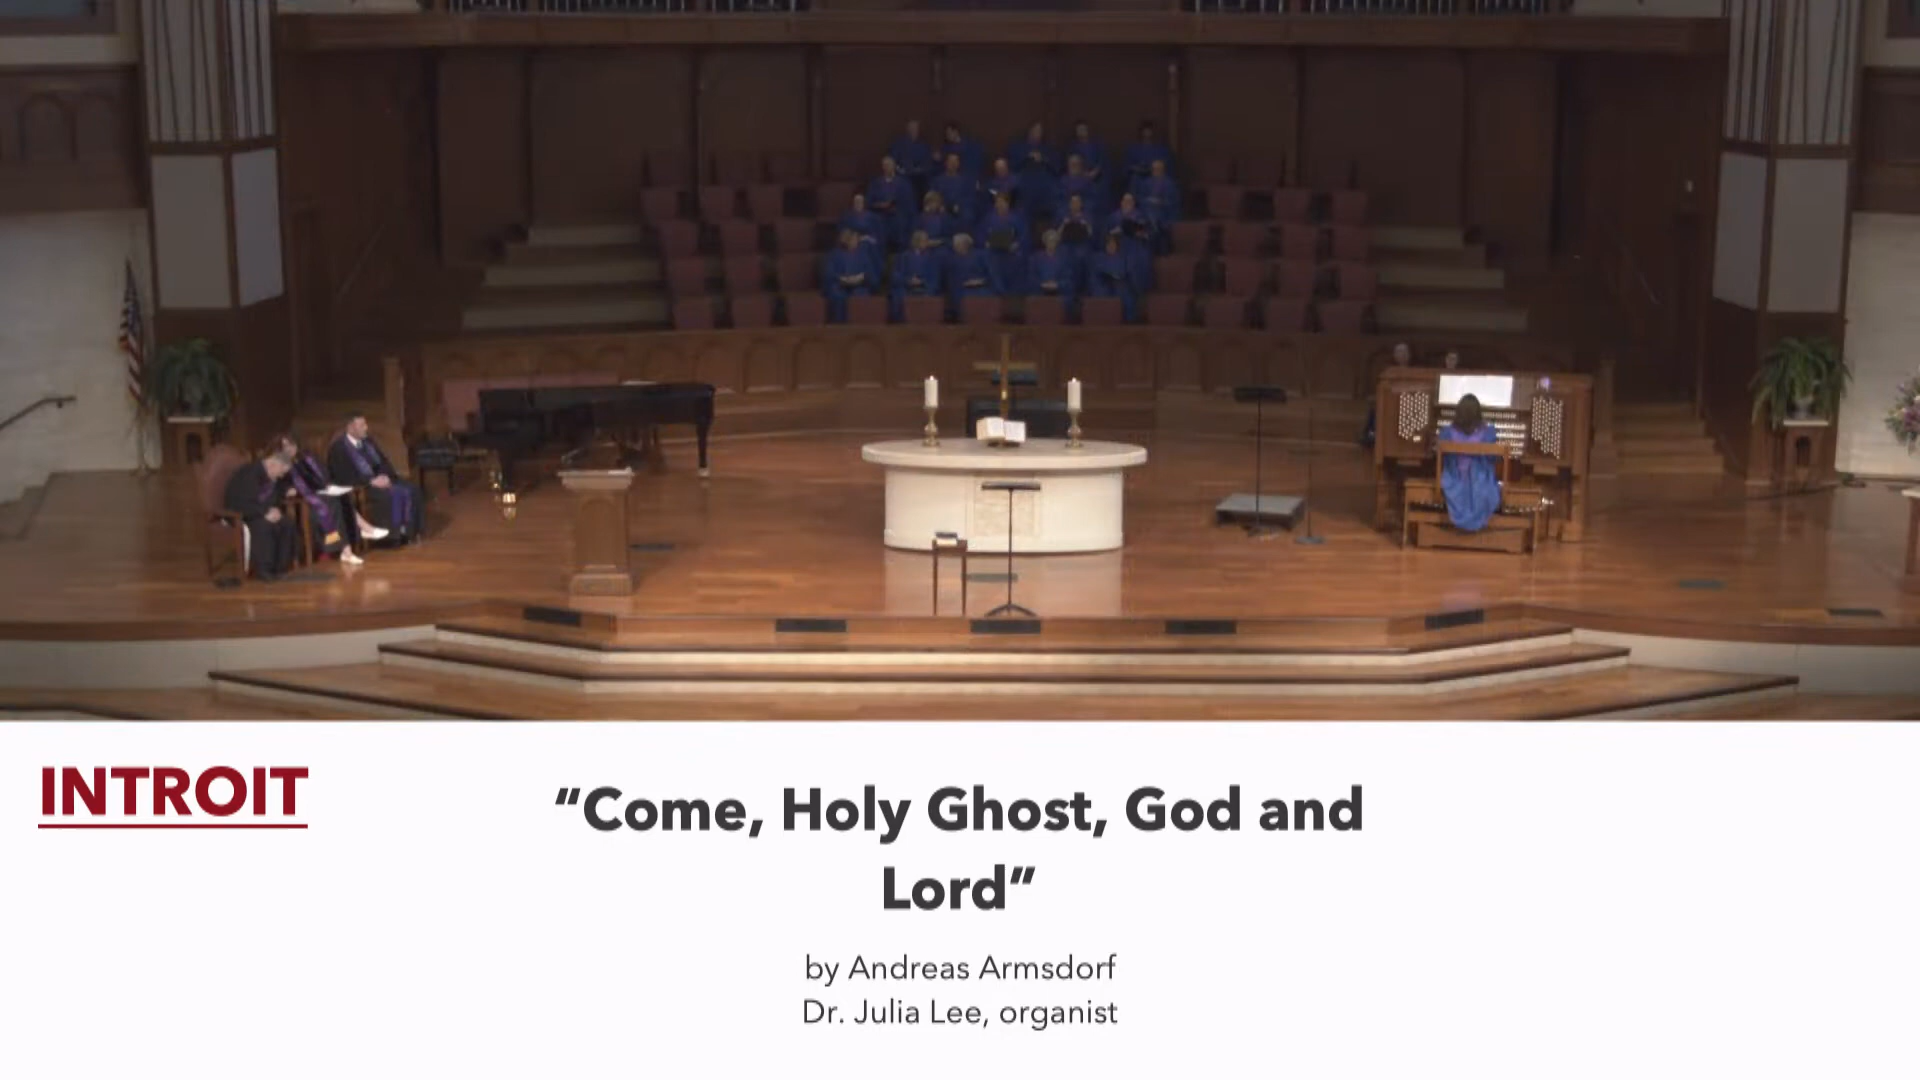 INTROIT
“Come, Holy Ghost, God and
Lord”
by Andreas Armsdorf
Dr. Julia Lee, organist